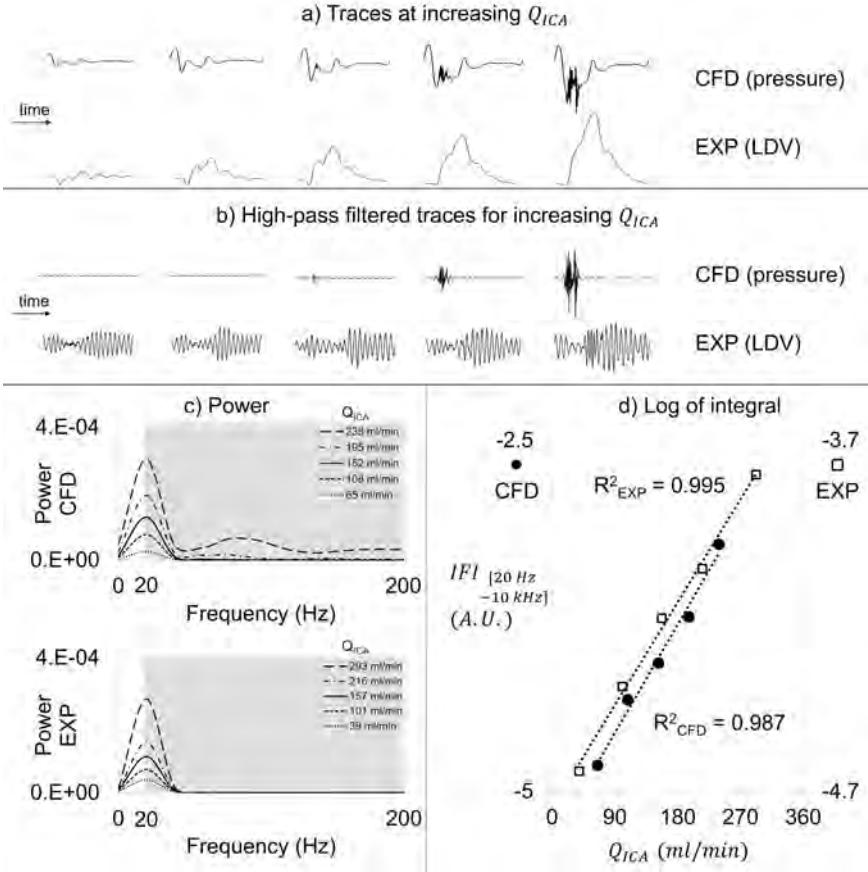 a) Traces at increasing Q_ICA
CFD (pressure)
time
EXP (LDV)
b) High-pass filtered traces for increasing Q_ICA
CFD (pressure)
time
EXP (LDV)
c) Power
4.E-04
Q_ICA
238 ml/min
195 ml/min
152 ml/min
108 ml/min
65 ml/min
Power
CFD
0.E+00
0 20 200
Frequency (Hz)
4.E-04
Q_ICA
293 ml/min
216 ml/min
157 ml/min
101 ml/min
39 ml/min
Power
EXP
0.E+00
0 20 200
Frequency (Hz)
d) Log of integral
-2.5 -3.7
CFD EXP
R²EXP = 0.995
|F| [20 Hz
-10 kHz]
(A.U.)
R²CFD = 0.987
-5 -4.7
0 90 180 270 360
Q_ICA (ml/min)